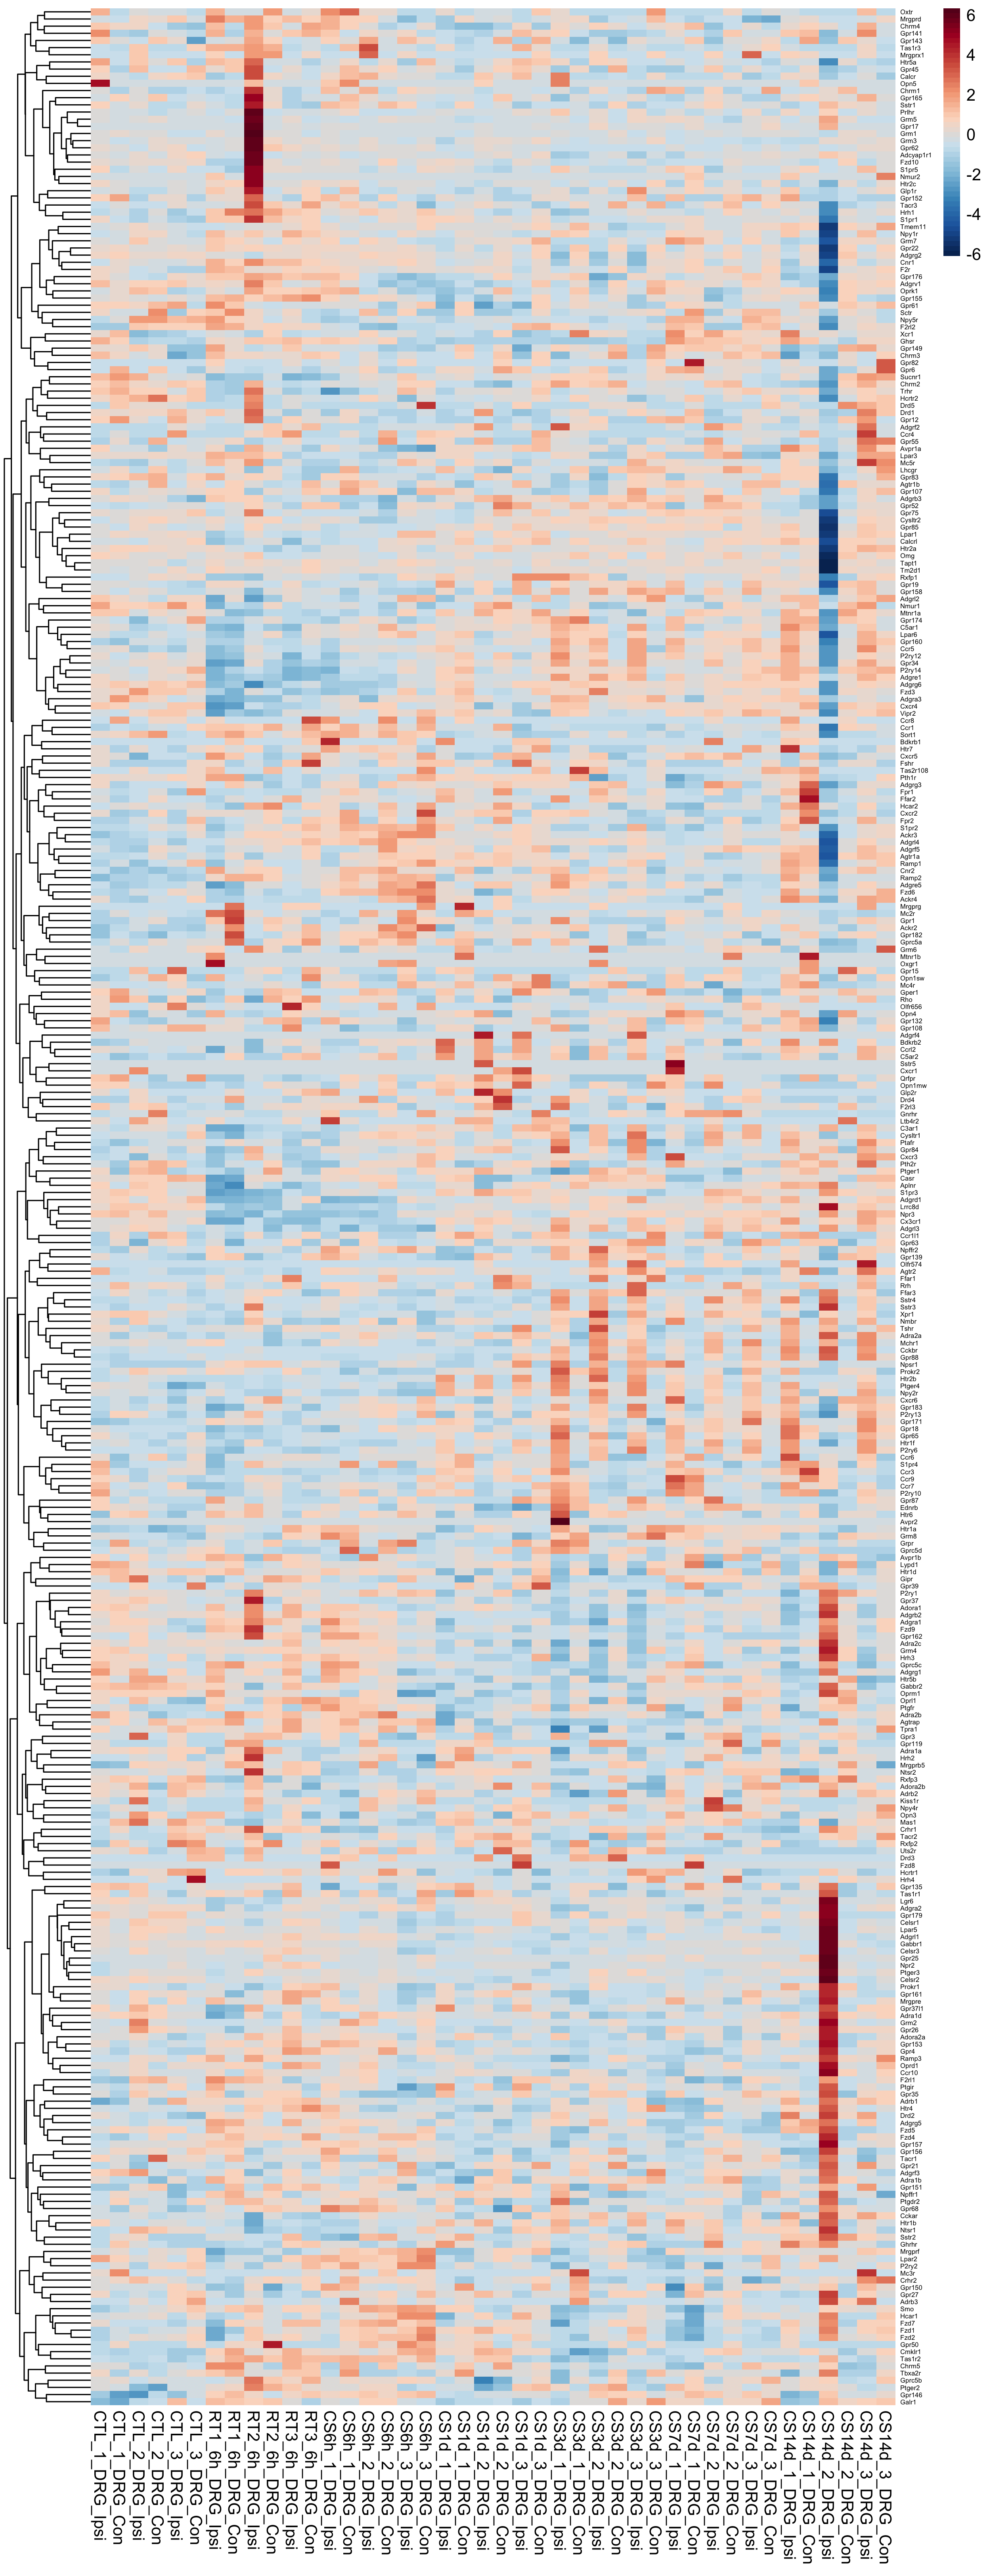 6
4
2
0
-2
-4
-6
Oxtr
Mrgprd
Chrm4
Gpr141
Gpr143
Tas1r3
Mrgprx1
Htr5a
Gpr45
Calcr
Opn5
Chrm1
Gpr165
Sstr1
Prlhr
Grm5
Gpr17
Grm1
Grm3
Gpr62
Adcyap1r1
Fzd10
S1pr5
Nmur2
Htr2c
Glp1r
Gpr152
Tacr3
Hrh1
S1pr1
Tmem11
Npy1r
Grm7
Gpr22
Adgrg2
Cnr1
F2r
Gpr176
Adgrv1
Oprk1
Gpr155
Gpr61
Sctr
Npy5r
F2rl2
Xcr1
Ghsr
Gpr149
Chrm3
Gpr82
Gpr6
Sucnr1
Chrm2
Trhr
Hcrtr2
Drd5
Drd1
Gpr12
Adgrf2
Ccr4
Gpr55
Avpr1a
Lpar3
Mc5r
Lhcgr
Gpr83
Agtr1b
Gpr107
Adgrb3
Gpr52
Gpr75
Cysltr2
Gpr85
Lpar1
Calcrl
Htr2a
Omg
Tapt1
Tm2d1
Rxfp1
Gpr19
Gpr158
Adgrl2
Nmur1
Mtnr1a
Gpr174
C5ar1
Lpar6
Gpr160
Ccr5
P2ry12
Gpr34
P2ry14
Adgre1
Adgrg6
Fzd3
Adgra3
Cxcr4
Vipr2
Ccr8
Ccr1
Sort1
Bdkrb1
Htr7
Cxcr5
Fshr
Tas2r108
Pth1r
Adgrg3
Fpr1
Ffar2
Hcar2
Cxcr2
Fpr2
S1pr2
Ackr3
Adgrl4
Adgrf5
Agtr1a
Ramp1
Cnr2
Ramp2
Adgre5
Fzd6
Ackr4
Mrgprg
Mc2r
Gpr1
Ackr2
Gpr182
Gprc5a
Grm6
Mtnr1b
Oxgr1
Gpr15
Opn1sw
Mc4r
Gper1
Rho
Olfr656
Opn4
Gpr132
Gpr108
Adgrf4
Bdkrb2
Ccrl2
C5ar2
Sstr5
Cxcr1
Qrfpr
Opn1mw
Glp2r
Drd4
F2rl3
Gnrhr
Ltb4r2
C3ar1
Cysltr1
Ptafr
Gpr84
Cxcr3
Pth2r
Ptger1
Casr
Aplnr
S1pr3
Adgrd1
Lrrc8d
Npr3
Cx3cr1
Adgrl3
Ccr1l1
Gpr63
Npffr2
Gpr139
Olfr574
Agtr2
Ffar1
Rrh
Ffar3
Sstr4
Sstr3
Xpr1
Nmbr
Tshr
Adra2a
Mchr1
Cckbr
Gpr88
Npsr1
Prokr2
Htr2b
Ptger4
Npy2r
Cxcr6
Gpr183
P2ry13
Gpr171
Gpr18
Gpr65
Htr1f
P2ry6
Ccr6
S1pr4
Ccr3
Ccr9
Ccr7
P2ry10
Gpr87
Ednrb
Htr6
Avpr2
Htr1a
Grm8
Grpr
Gprc5d
Avpr1b
Lypd1
Htr1d
Gipr
Gpr39
P2ry1
Gpr37
Adora1
Adgrb2
Adgra1
Fzd9
Gpr162
Adra2c
Grm4
Hrh3
Gprc5c
Adgrg1
Htr5b
Gabbr2
Oprm1
Oprl1
Ptgfr
Adra2b
Agtrap
Tpra1
Gpr3
Gpr119
Adra1a
Hrh2
Mrgprb5
Ntsr2
Rxfp3
Adora2b
Adrb2
Kiss1r
Npy4r
Opn3
Mas1
Crhr1
Tacr2
Rxfp2
Uts2r
Drd3
Fzd8
Hcrtr1
Hrh4
Gpr135
Tas1r1
Lgr6
Adgra2
Gpr179
Celsr1
Lpar5
Adgrl1
Gabbr1
Celsr3
Gpr25
Npr2
Ptger3
Celsr2
Prokr1
Gpr161
Mrgpre
Gpr37l1
Adra1d
Grm2
Gpr26
Adora2a
Gpr153
Gpr4
Ramp3
Oprd1
Ccr10
F2rl1
Ptgir
Gpr35
Adrb1
Htr4
Drd2
Adgrg5
Fzd5
Fzd4
Gpr157
Gpr156
Tacr1
Gpr21
Adgrf3
Adra1b
Gpr151
Npffr1
Ptgdr2
Gpr68
Cckar
Htr1b
Ntsr1
Sstr2
Ghrhr
Mrgprf
Lpar2
P2ry2
Mc3r
Crhr2
Gpr150
Gpr27
Adrb3
Smo
Hcar1
Fzd7
Fzd1
Fzd2
Gpr50
Cmklr1
Tas1r2
Chrm5
Tbxa2r
Gprc5b
Ptger2
Gpr146
Galr1
CTL_1_DRG_Ipsi
CTL_1_DRG_Con
CTL_2_DRG_Ipsi
CTL_2_DRG_Con
CTL_3_DRG_Ipsi
CTL_3_DRG_Con
RT1_6h_DRG_Ipsi
RT1_6h_DRG_Con
RT2_6h_DRG_Ipsi
RT2_6h_DRG_Con
RT3_6h_DRG_Ipsi
RT3_6h_DRG_Con
CS6h_1_DRG_Ipsi
CS6h_1_DRG_Con
CS6h_2_DRG_Ipsi
CS6h_2_DRG_Con
CS6h_3_DRG_Ipsi
CS6h_3_DRG_Con
CS1d_1_DRG_Ipsi
CS1d_1_DRG_Con
CS1d_2_DRG_Ipsi
CS1d_2_DRG_Con
CS1d_3_DRG_Ipsi
CS1d_3_DRG_Con
CS3d_1_DRG_Ipsi
CS3d_1_DRG_Con
CS3d_2_DRG_Ipsi
CS3d_2_DRG_Con
CS3d_3_DRG_Ipsi
CS3d_3_DRG_Con
CS7d_1_DRG_Ipsi
CS7d_1_DRG_Con
CS7d_2_DRG_Ipsi
CS7d_2_DRG_Con
CS7d_3_DRG_Ipsi
CS7d_3_DRG_Con
CS14d_1_DRG_Ipsi
CS14d_1_DRG_Con
CS14d_2_DRG_Ipsi
CS14d_2_DRG_Con
CS14d_3_DRG_Ipsi
CS14d_3_DRG_Con